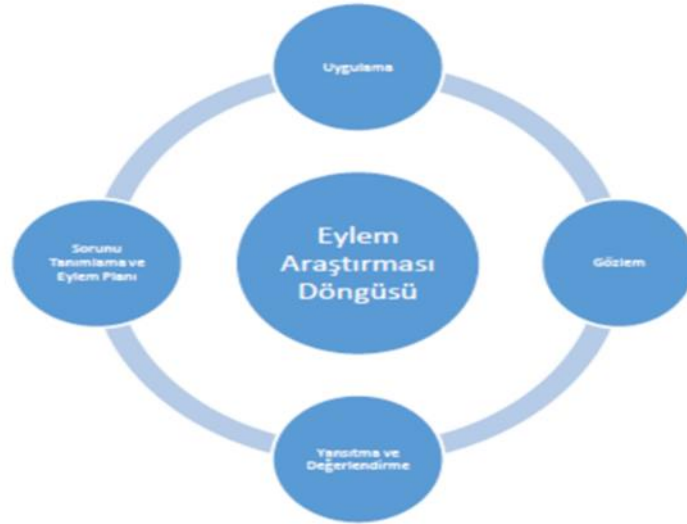 Uygulama
Sorunu
Tanımlama ve
Eylem Planı
Eylem
Araştırması
Döngüsü
Gözlem
Yansıtma ve
Değerlendirme